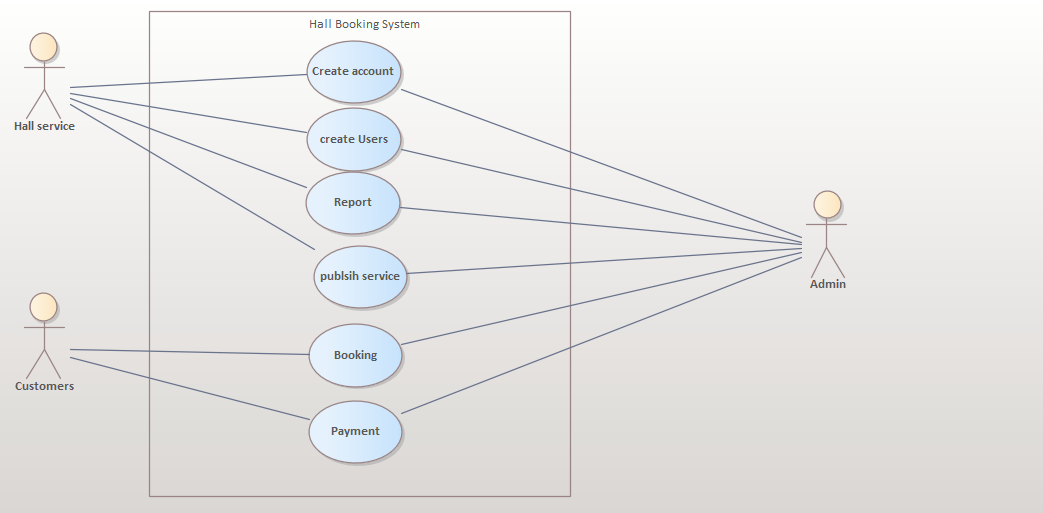 Hall Booking System
Create account
Hall service
create Users
Report
publsih service
Admin
Booking
Customers
Payment